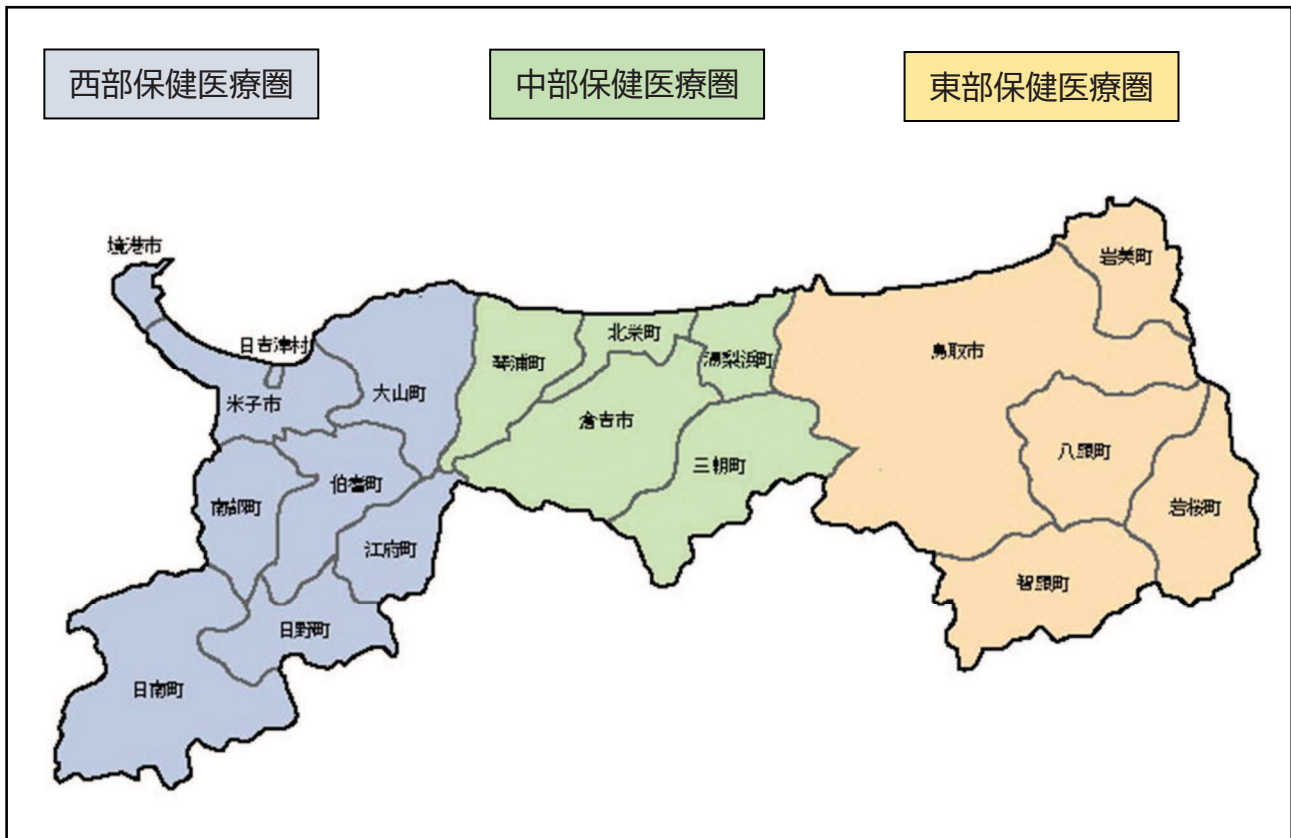 西部保健医療圏
中部保健医療圏
東部保健医療圏
境港市
岩美町
日吉津村
北栄町
琴浦町
湯梨浜町
鳥取市
米子市
大山町
倉吉市
八頭町
三朝町
伯耆町
南部町
若桜町
江府町
智頭町
日野町
日南町